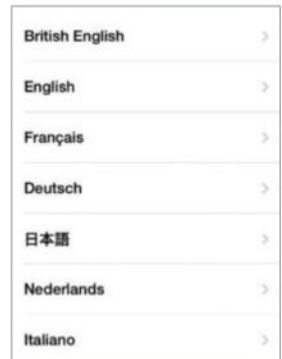 British English
English
Français
Deutsch
日本語
Nederlands
Italiano